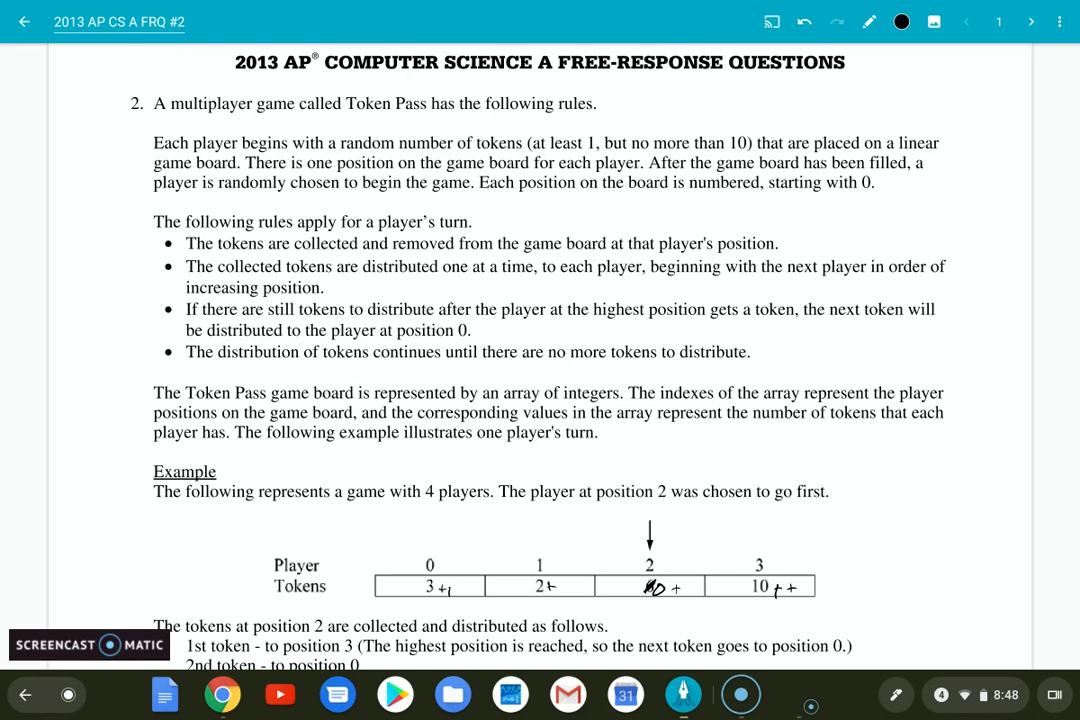 2013 AP CS A FRQ #2
1
2013 AP® COMPUTER SCIENCE A FREE-RESPONSE QUESTIONS
2. A multiplayer game called Token Pass has the following rules.
Each player begins with a random number of tokens (at least 1, but no more than 10) that are placed on a linear
game board. There is one position on the game board for each player. After the game board has been filled, a
player is randomly chosen to begin the game. Each position on the board is numbered, starting with 0.
The following rules apply for a player's turn.
• The tokens are collected and removed from the game board at that player's position.
• The collected tokens are distributed one at a time, to each player, beginning with the next player in order of
increasing position.
• If there are still tokens to distribute after the player at the highest position gets a token, the next token will
be distributed to the player at position 0.
• The distribution of tokens continues until there are no more tokens to distribute.
The Token Pass game board is represented by an array of integers. The indexes of the array represent the player
positions on the game board, and the corresponding values in the array represent the number of tokens that each
player has. The following example illustrates one player's turn.
Example
The following represents a game with 4 players. The player at position 2 was chosen to go first.
Player 0 1 2 3
Tokens 3 +1 2+ 0 + 10 + +
The tokens at position 2 are collected and distributed as follows.
1st token - to position 3 (The highest position is reached, so the next token goes to position 0.)
2nd token - to position 0
SCREENCAST MATIC
31
4
8:48